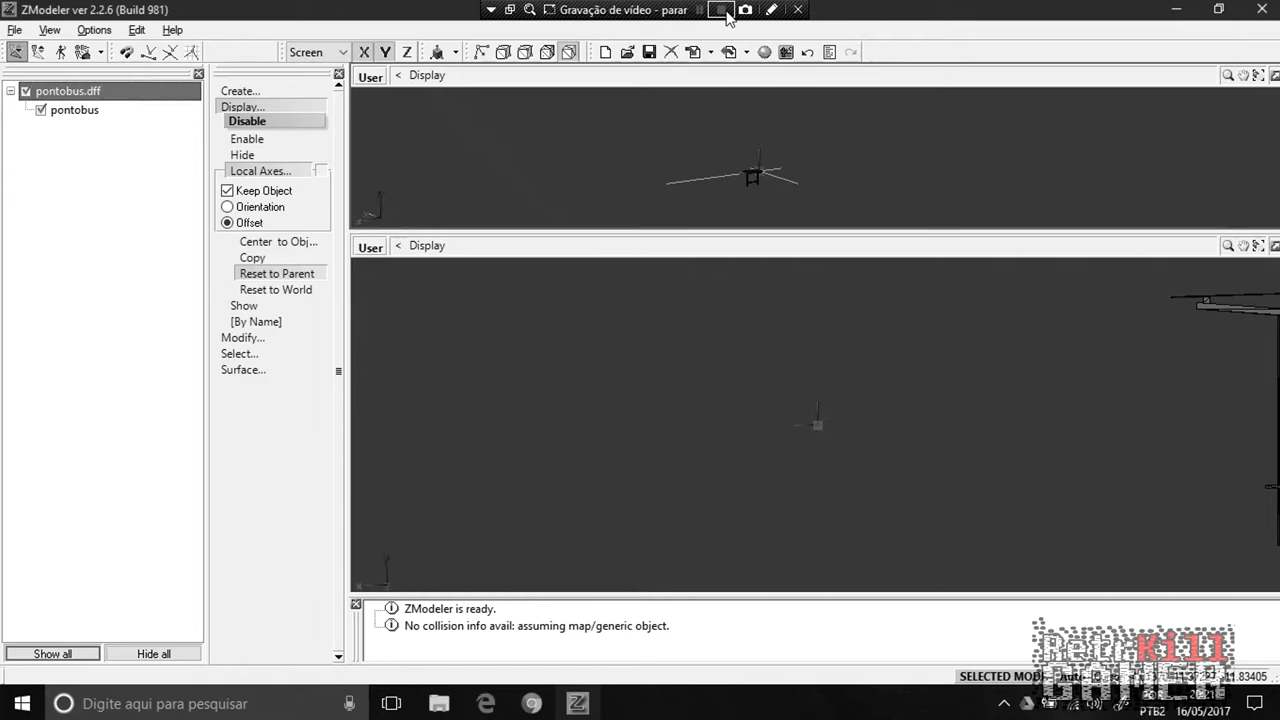 ZModeler ver 2.2.6 (Build 981)
Gravação de vídeo - parar
File View Options Edit Help
Screen X Y Z
pontobus.dff
pontobus
Show all Hide all
Create...
Display...
Disable
Enable
Hide
Local Axes...
Keep Object
Orientation
Offset
Center to Obj...
Copy
Reset to Parent
Reset to World
Show
[By Name]
Modify...
Select...
Surface...
User < Display
User < Display
ZModeler is ready.
No collision info avail: assuming map/generic object.
SELECTED MOD
RetroKill
GAMER
Digite aqui para pesquisar
PTB2 16/05/2017